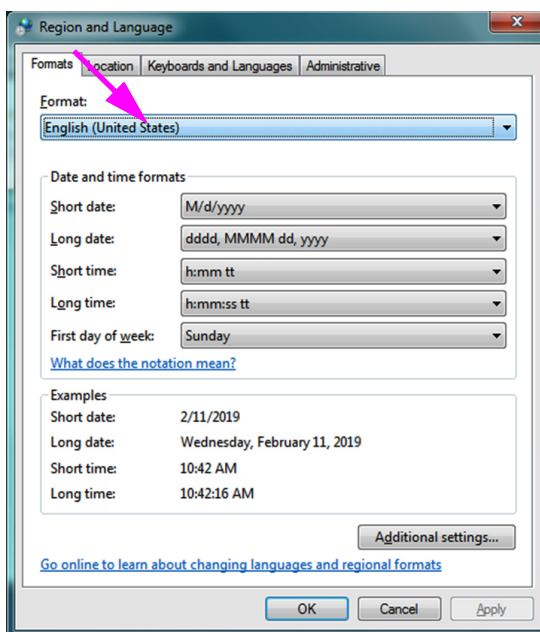 Region and Language
Formats Location Keyboards and Languages Administrative
Format:
English (United States)
Date and time formats
Short date: M/d/yyyy
Long date: dddd, MMMM dd, yyyy
Short time: h:mm tt
Long time: h:mm:ss tt
First day of week: Sunday
What does the notation mean?
Examples
Short date: 2/11/2019
Long date: Wednesday, February 11, 2019
Short time: 10:42 AM
Long time: 10:42:16 AM
Additional settings...
Go online to learn about changing languages and regional formats
OK Cancel Apply